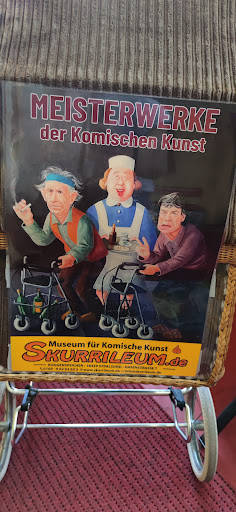 MEISTERWERKE
der Komischen Kunst
Museum für Komische Kunst
SKURRILEUM.de